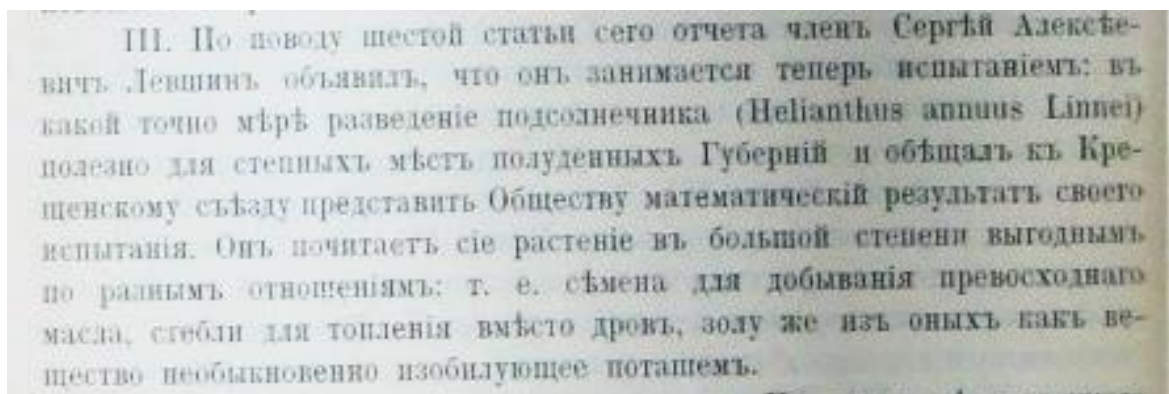 III. По поводу шестой статьи сего отчета членъ Сергѣй Алексѣе-
вичъ Левшинъ объявилъ, что онъ занимается теперь испытаніемъ: въ
какой точно мѣрѣ разведеніе подсолнечника (Helianthus annuus Linnei)
полезно для степныхъ мѣстъ полуденныхъ Губерній и обѣщалъ къ Кре-
щенскому съѣзду представить Обществу математическій результатъ своего
испытанія. Онъ почитаетъ сіе растеніе въ большой степени выгоднымъ
по разнымъ отношеніямъ: т. е. сѣмена для добыванія превосходнаго
масла, стебли для топленія вмѣсто дровъ, золу же изъ оныхъ какъ ве-
щество необыкновенно изобилующее поташемъ.